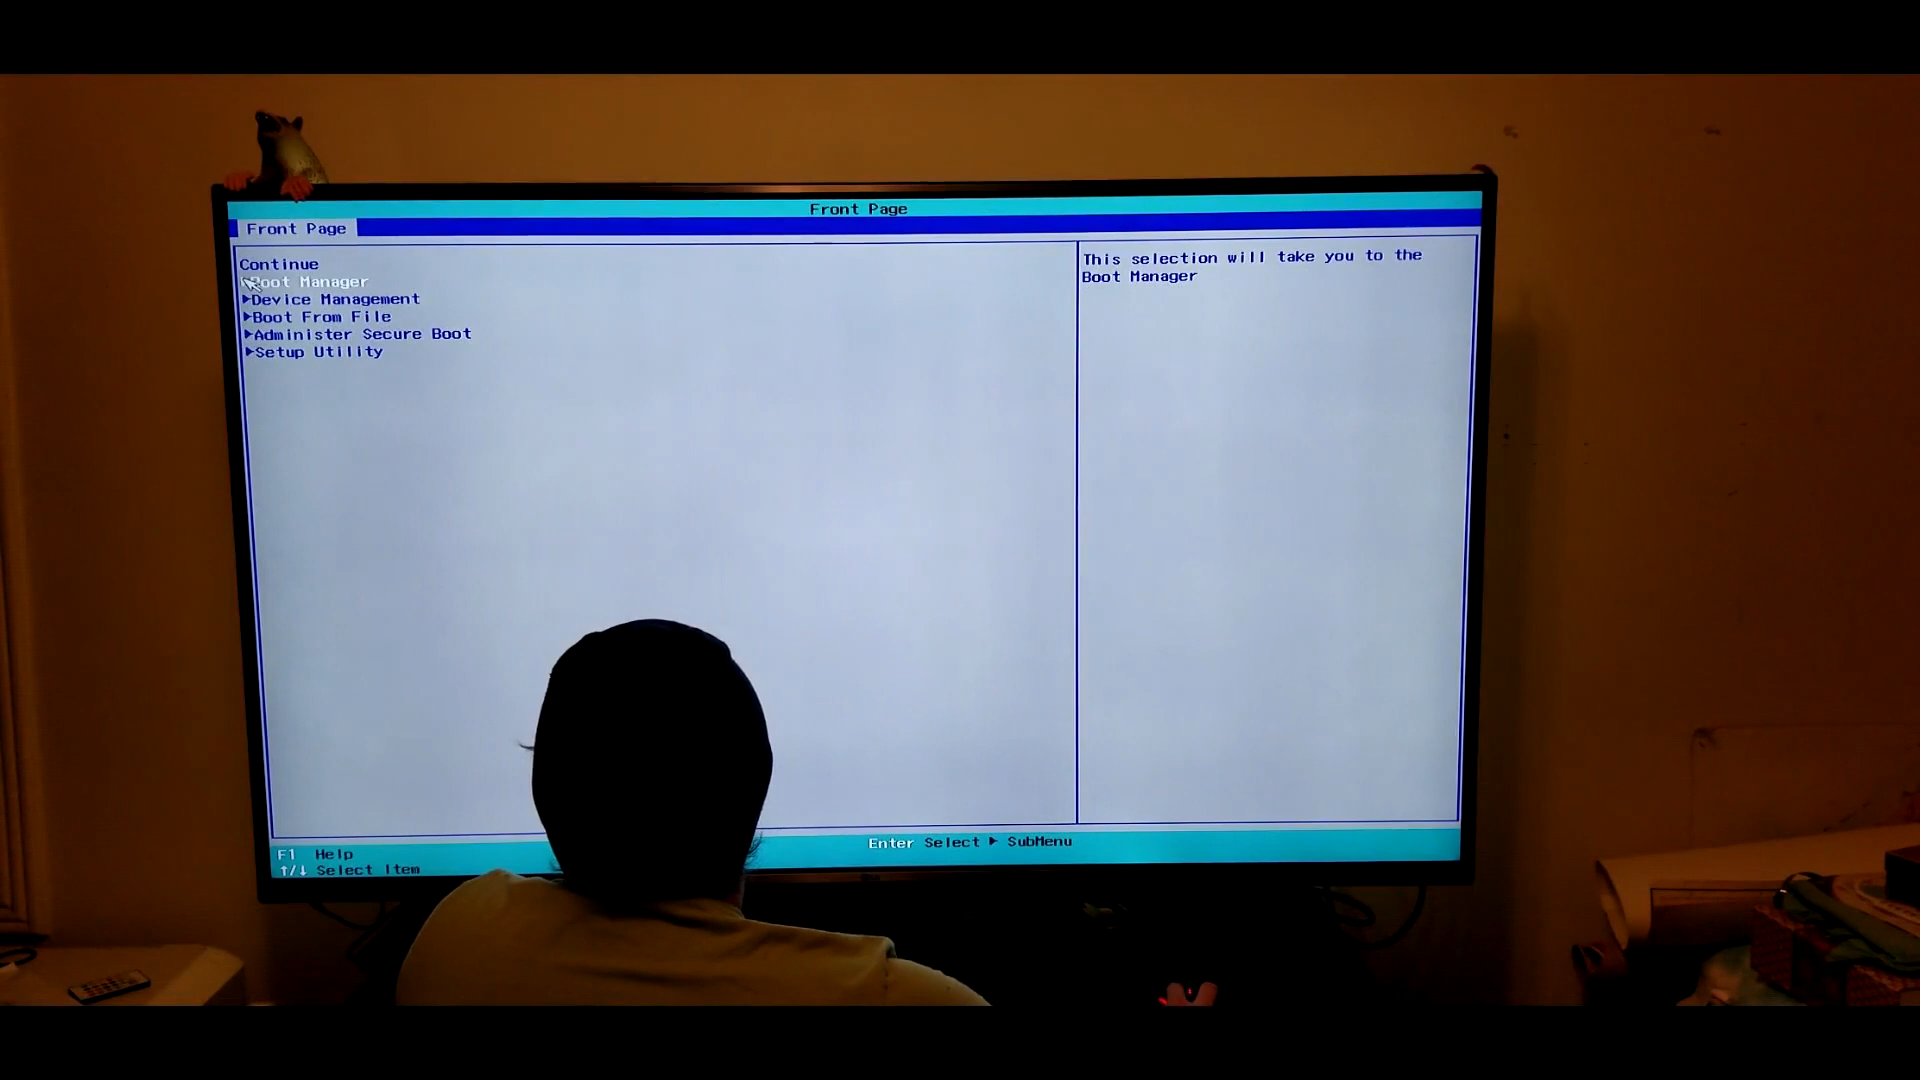 Front Page
Front Page
Continue
Boot Manager
▶Device Management
▶Boot From File
▶Administer Secure Boot
▶Setup Utility
This selection will take you to the
Boot Manager
F1 Help
↑/↓ Select Item
Enter Select ▶ SubMenu